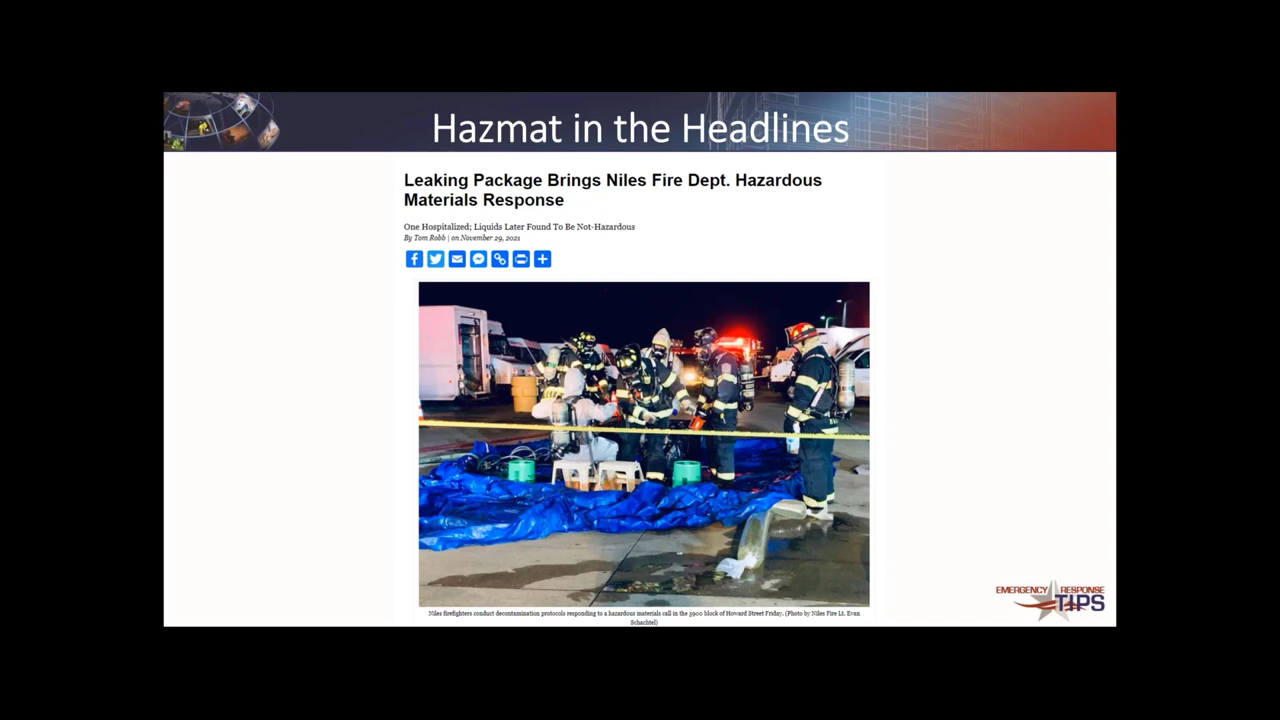 Hazmat in the Headlines
Leaking Package Brings Niles Fire Dept. Hazardous
Materials Response
One Hospitalized; Liquids Later Found To Be Not-Hazardous
By Tom Robb | on November 29, 2021
Niles firefighters conduct decontamination protocols responding to a hazardous materials call in the 5900 block of Howard Street Friday. (Photo by Niles Fire Lt. Evan
Schachtel)
EMERGENCY RESPONSE
TIPS